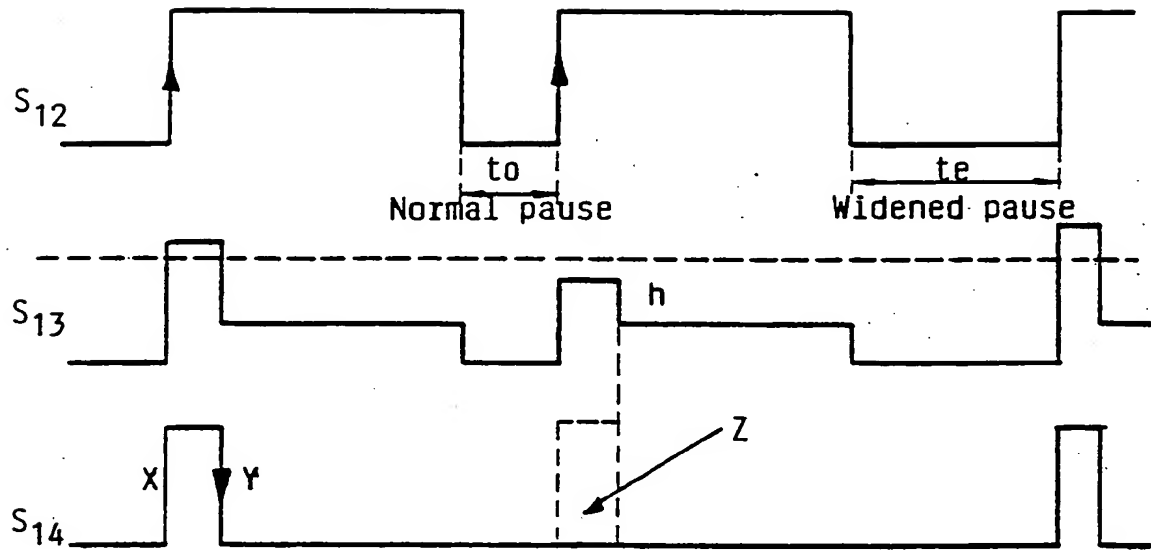 S12
to
te
Normal pause
Widened pause
h
S13
Z
X
Y
S14